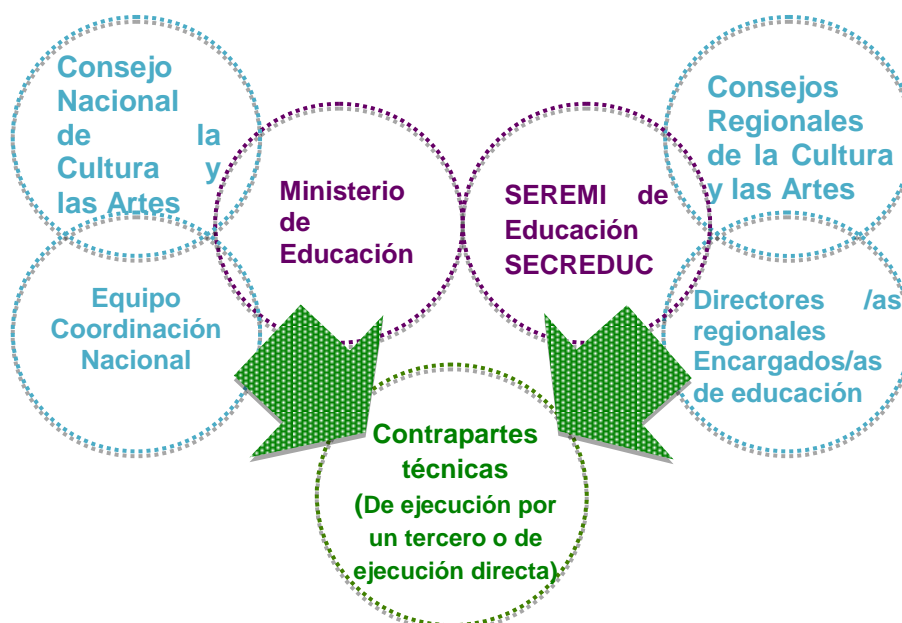 Consejo
Nacional
de la
Cultura y
las Artes
Ministerio
de
Educación
SEREMI de
Educación
SECREDUC
Consejos
Regionales
de la Cultura
y las Artes
Equipo
Coordinación
Nacional
Directores /as
regionales
Encargados/as
de educación
Contrapartes
técnicas
(De ejecución por
un tercero o de
ejecución directa)